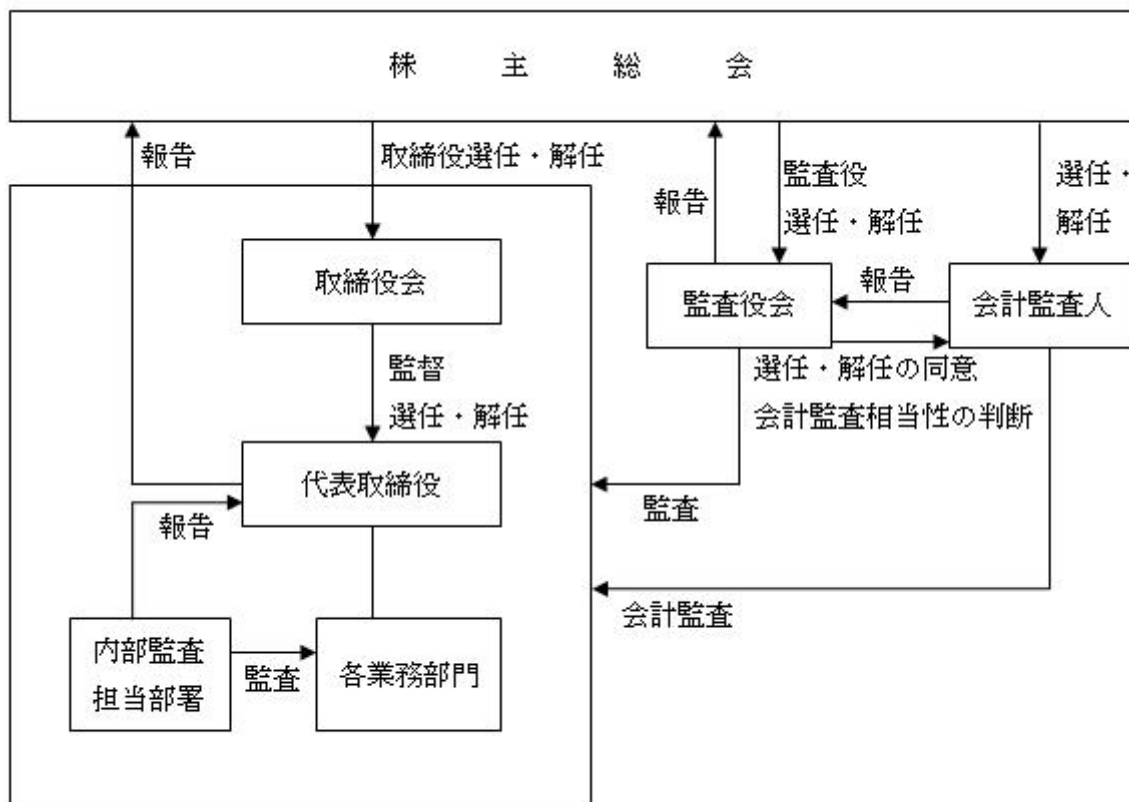 株主総会
報告
取締役選任・解任
報告
監査役
選任・解任
選任・
解任
取締役会
監査役会
報告
会計監査人
選任・解任の同意
会計監査相当性の判断
監督
選任・解任
代表取締役
監査
報告
会計監査
内部監査
担当部署
監査
各業務部門